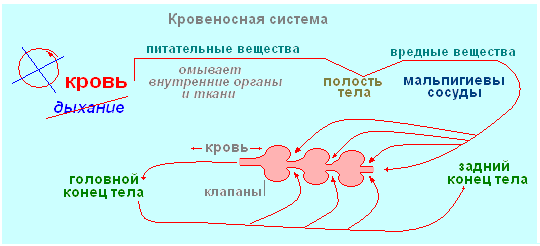 Кровеносная система
питательные вещества
вредные вещества
кровь
омывает
внутренние органы
и ткани
полость
тела
мальпигиевы
сосуды
дыхание
кровь
головной
конец тела
клапаны
задний
конец тела